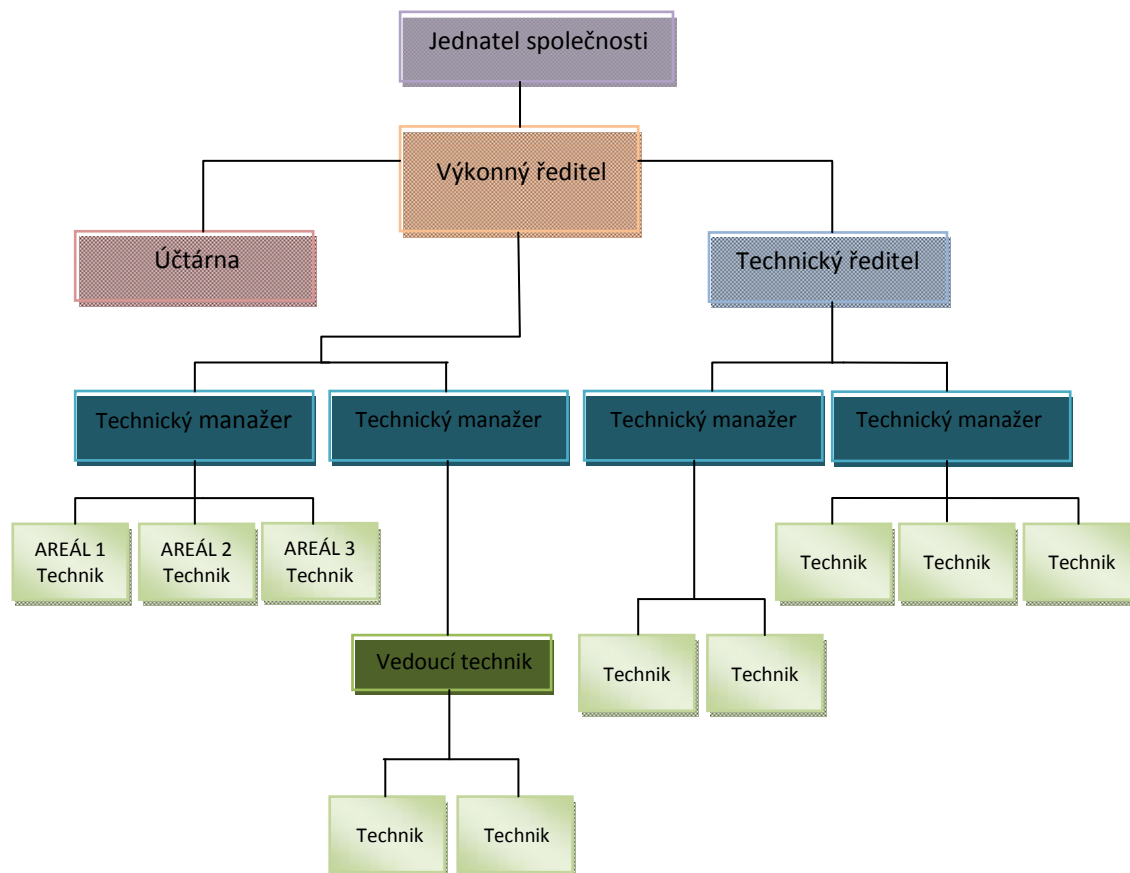 Jednatel společnosti
Výkonný ředitel
Účtárna
Technický ředitel
Technický manažer
Technický manažer
Technický manažer
Technický manažer
AREÁL 1
Technik
AREÁL 2
Technik
AREÁL 3
Technik
Technik
Technik
Technik
Vedoucí technik
Technik
Technik
Technik
Technik